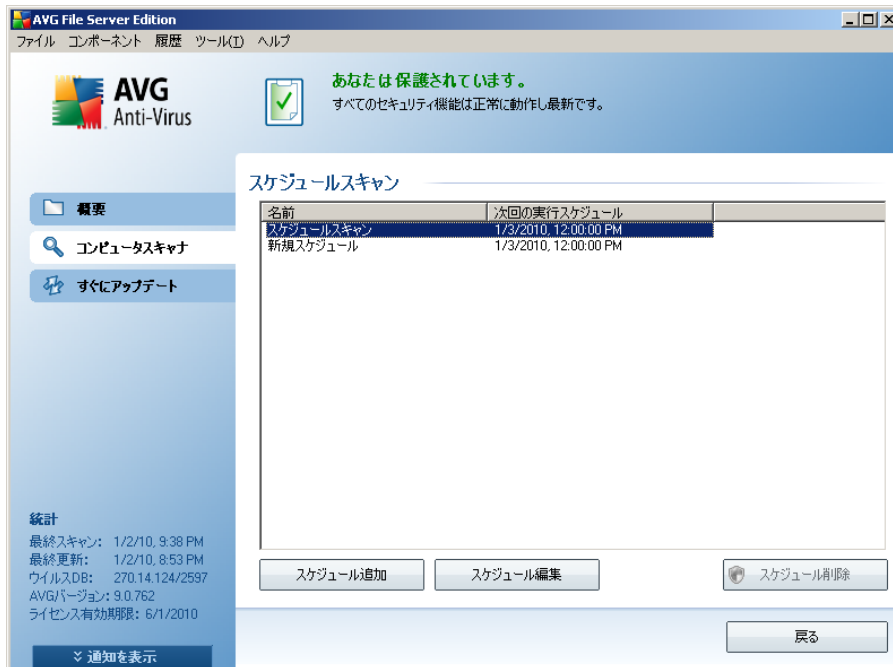 AVG File Server Edition
ファイル コンポーネント 履歴 ツール(T) ヘルプ
AVG
Anti-Virus
あなたは保護されています。
すべてのセキュリティ機能は正常に動作し最新です。
概要
コンピュータスキャナ
すぐにアップデート
スケジュールスキャン
名前 次回の実行スケジュール
スケジュールスキャン 1/3/2010, 12:00:00 PM
新規スケジュール 1/3/2010, 12:00:00 PM
スケジュール追加 スケジュール編集 スケジュール削除
戻る
統計
最終スキャン: 1/2/10, 9:38 PM
最終更新: 1/2/10, 8:53 PM
ウイルスDB: 270.14.124/2597
AVGバージョン: 9.0.762
ライセンス有効期限: 6/1/2010
通知を表示